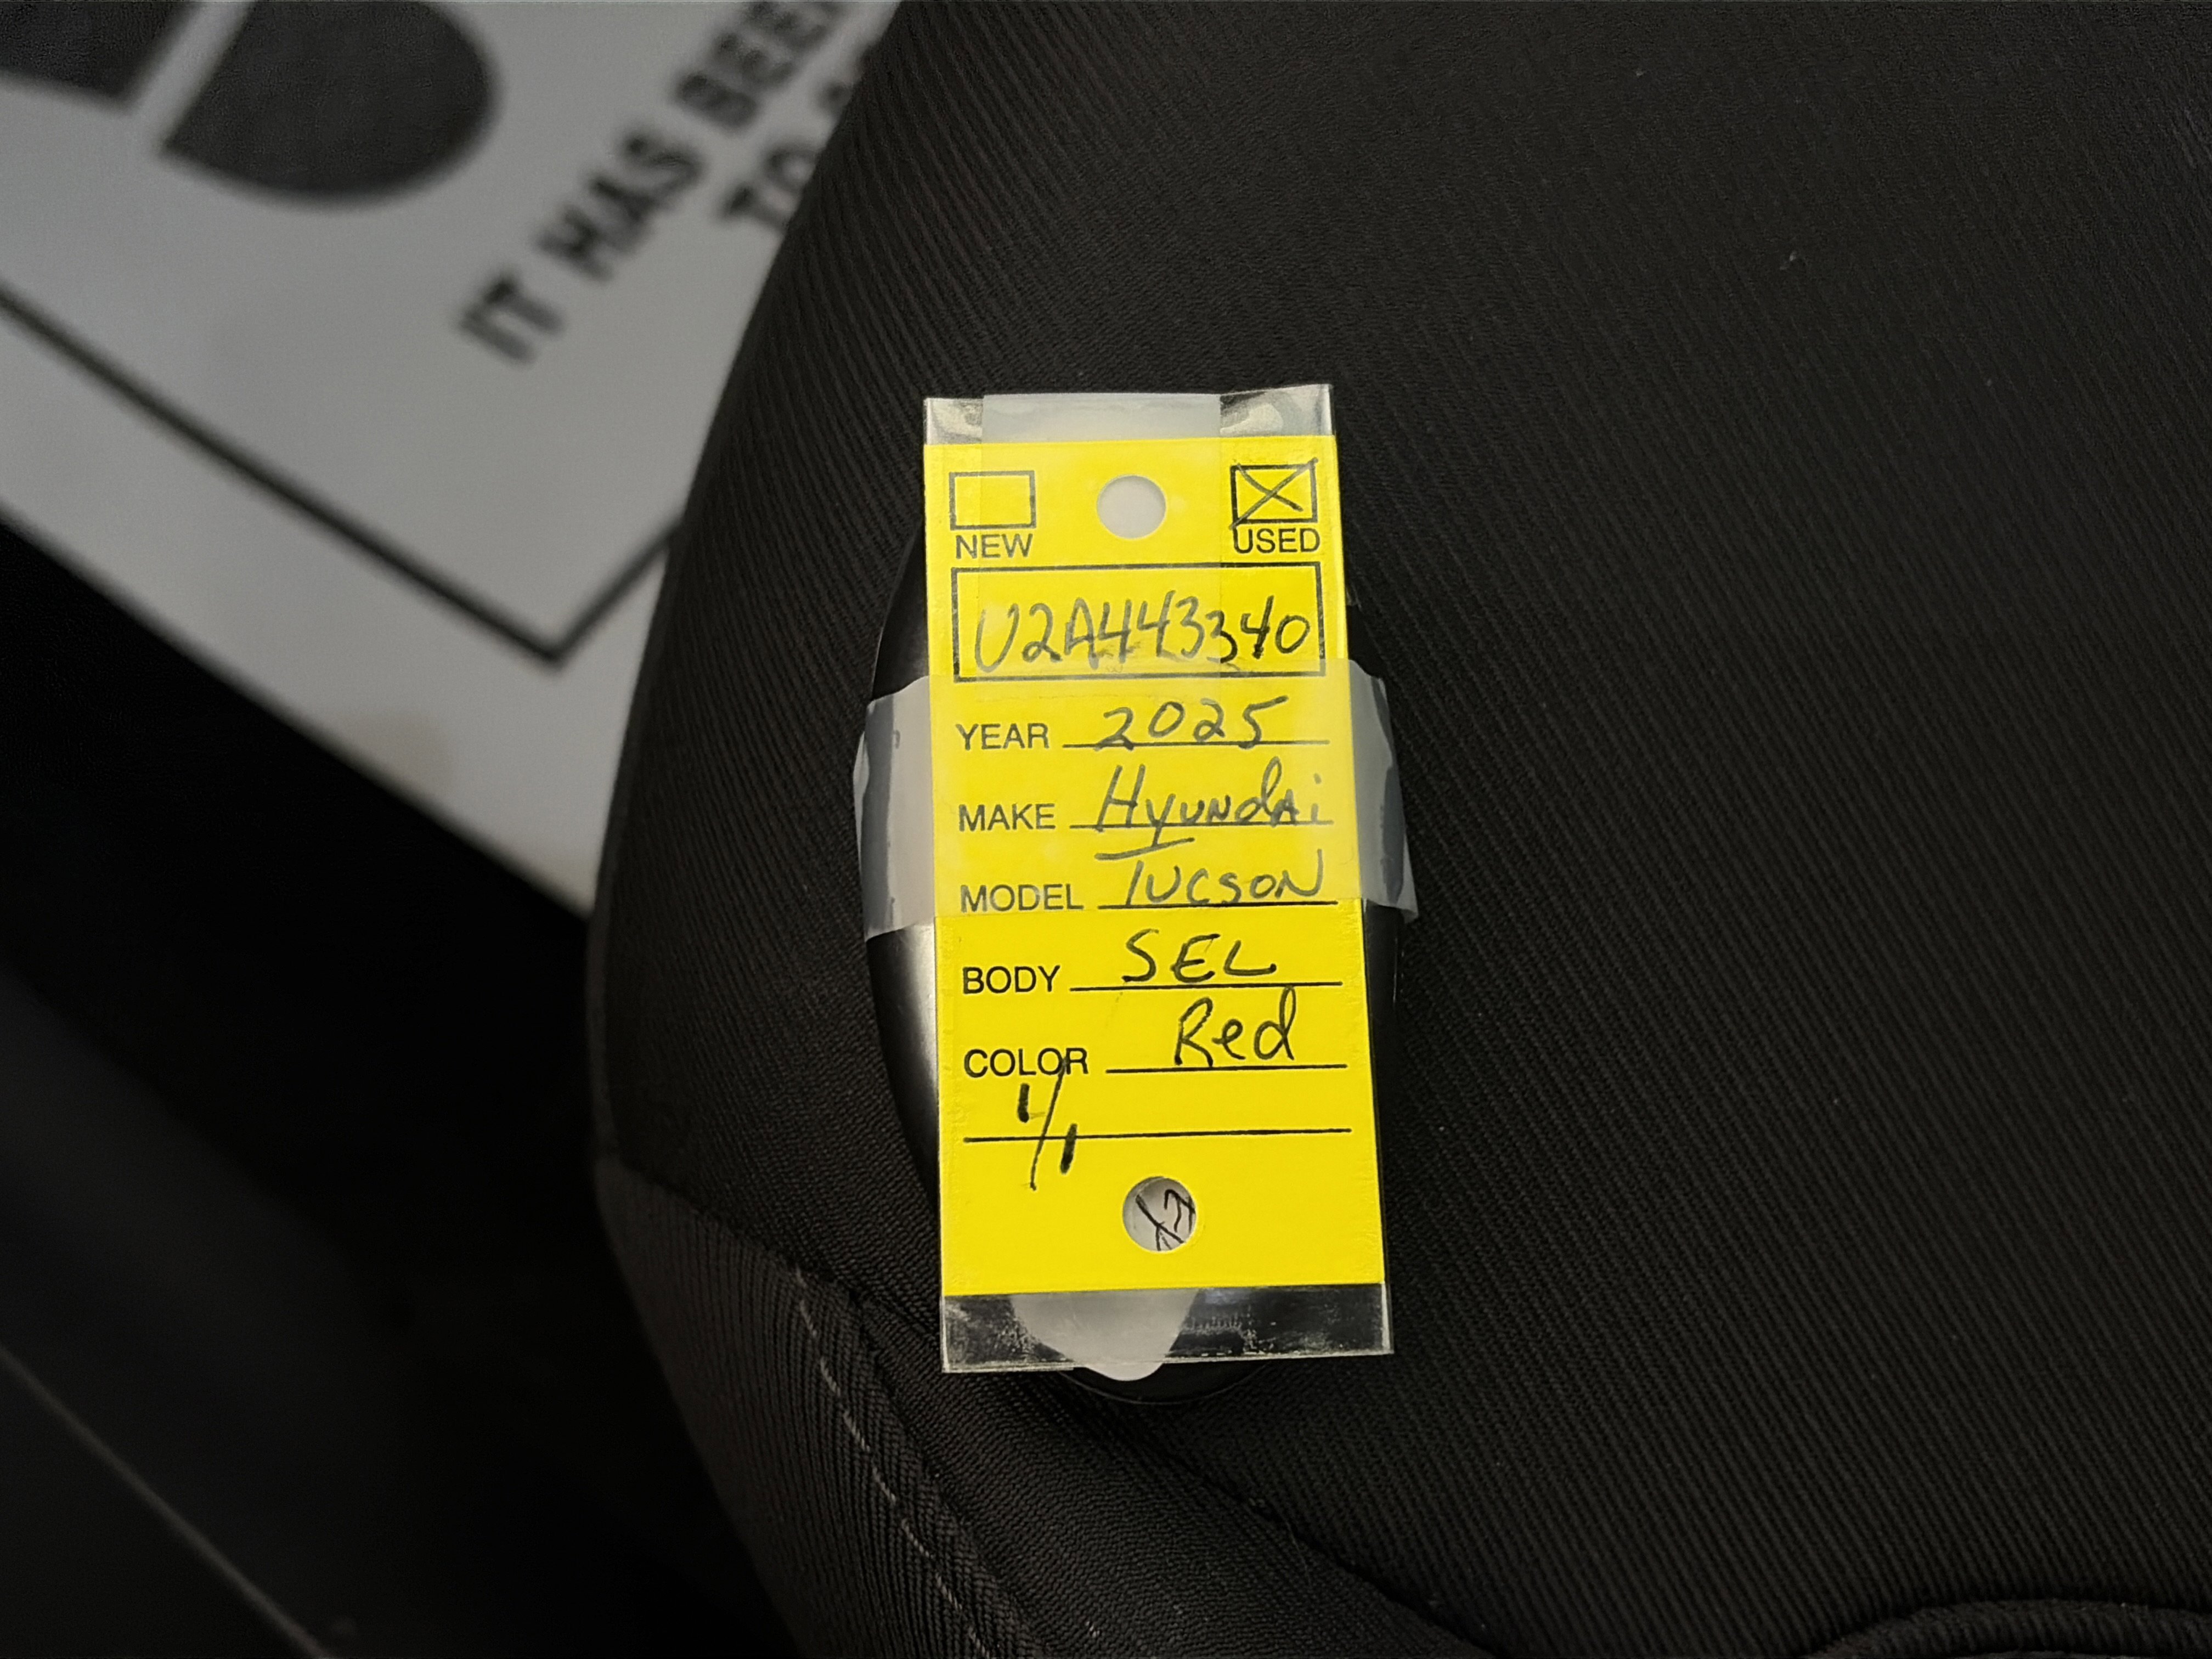 IT HAS BEEN
TO
NEW
USED
U2A443340
YEAR 2025
MAKE Hyundai
MODEL Tucson
BODY SEL
COLOR Red
1/1